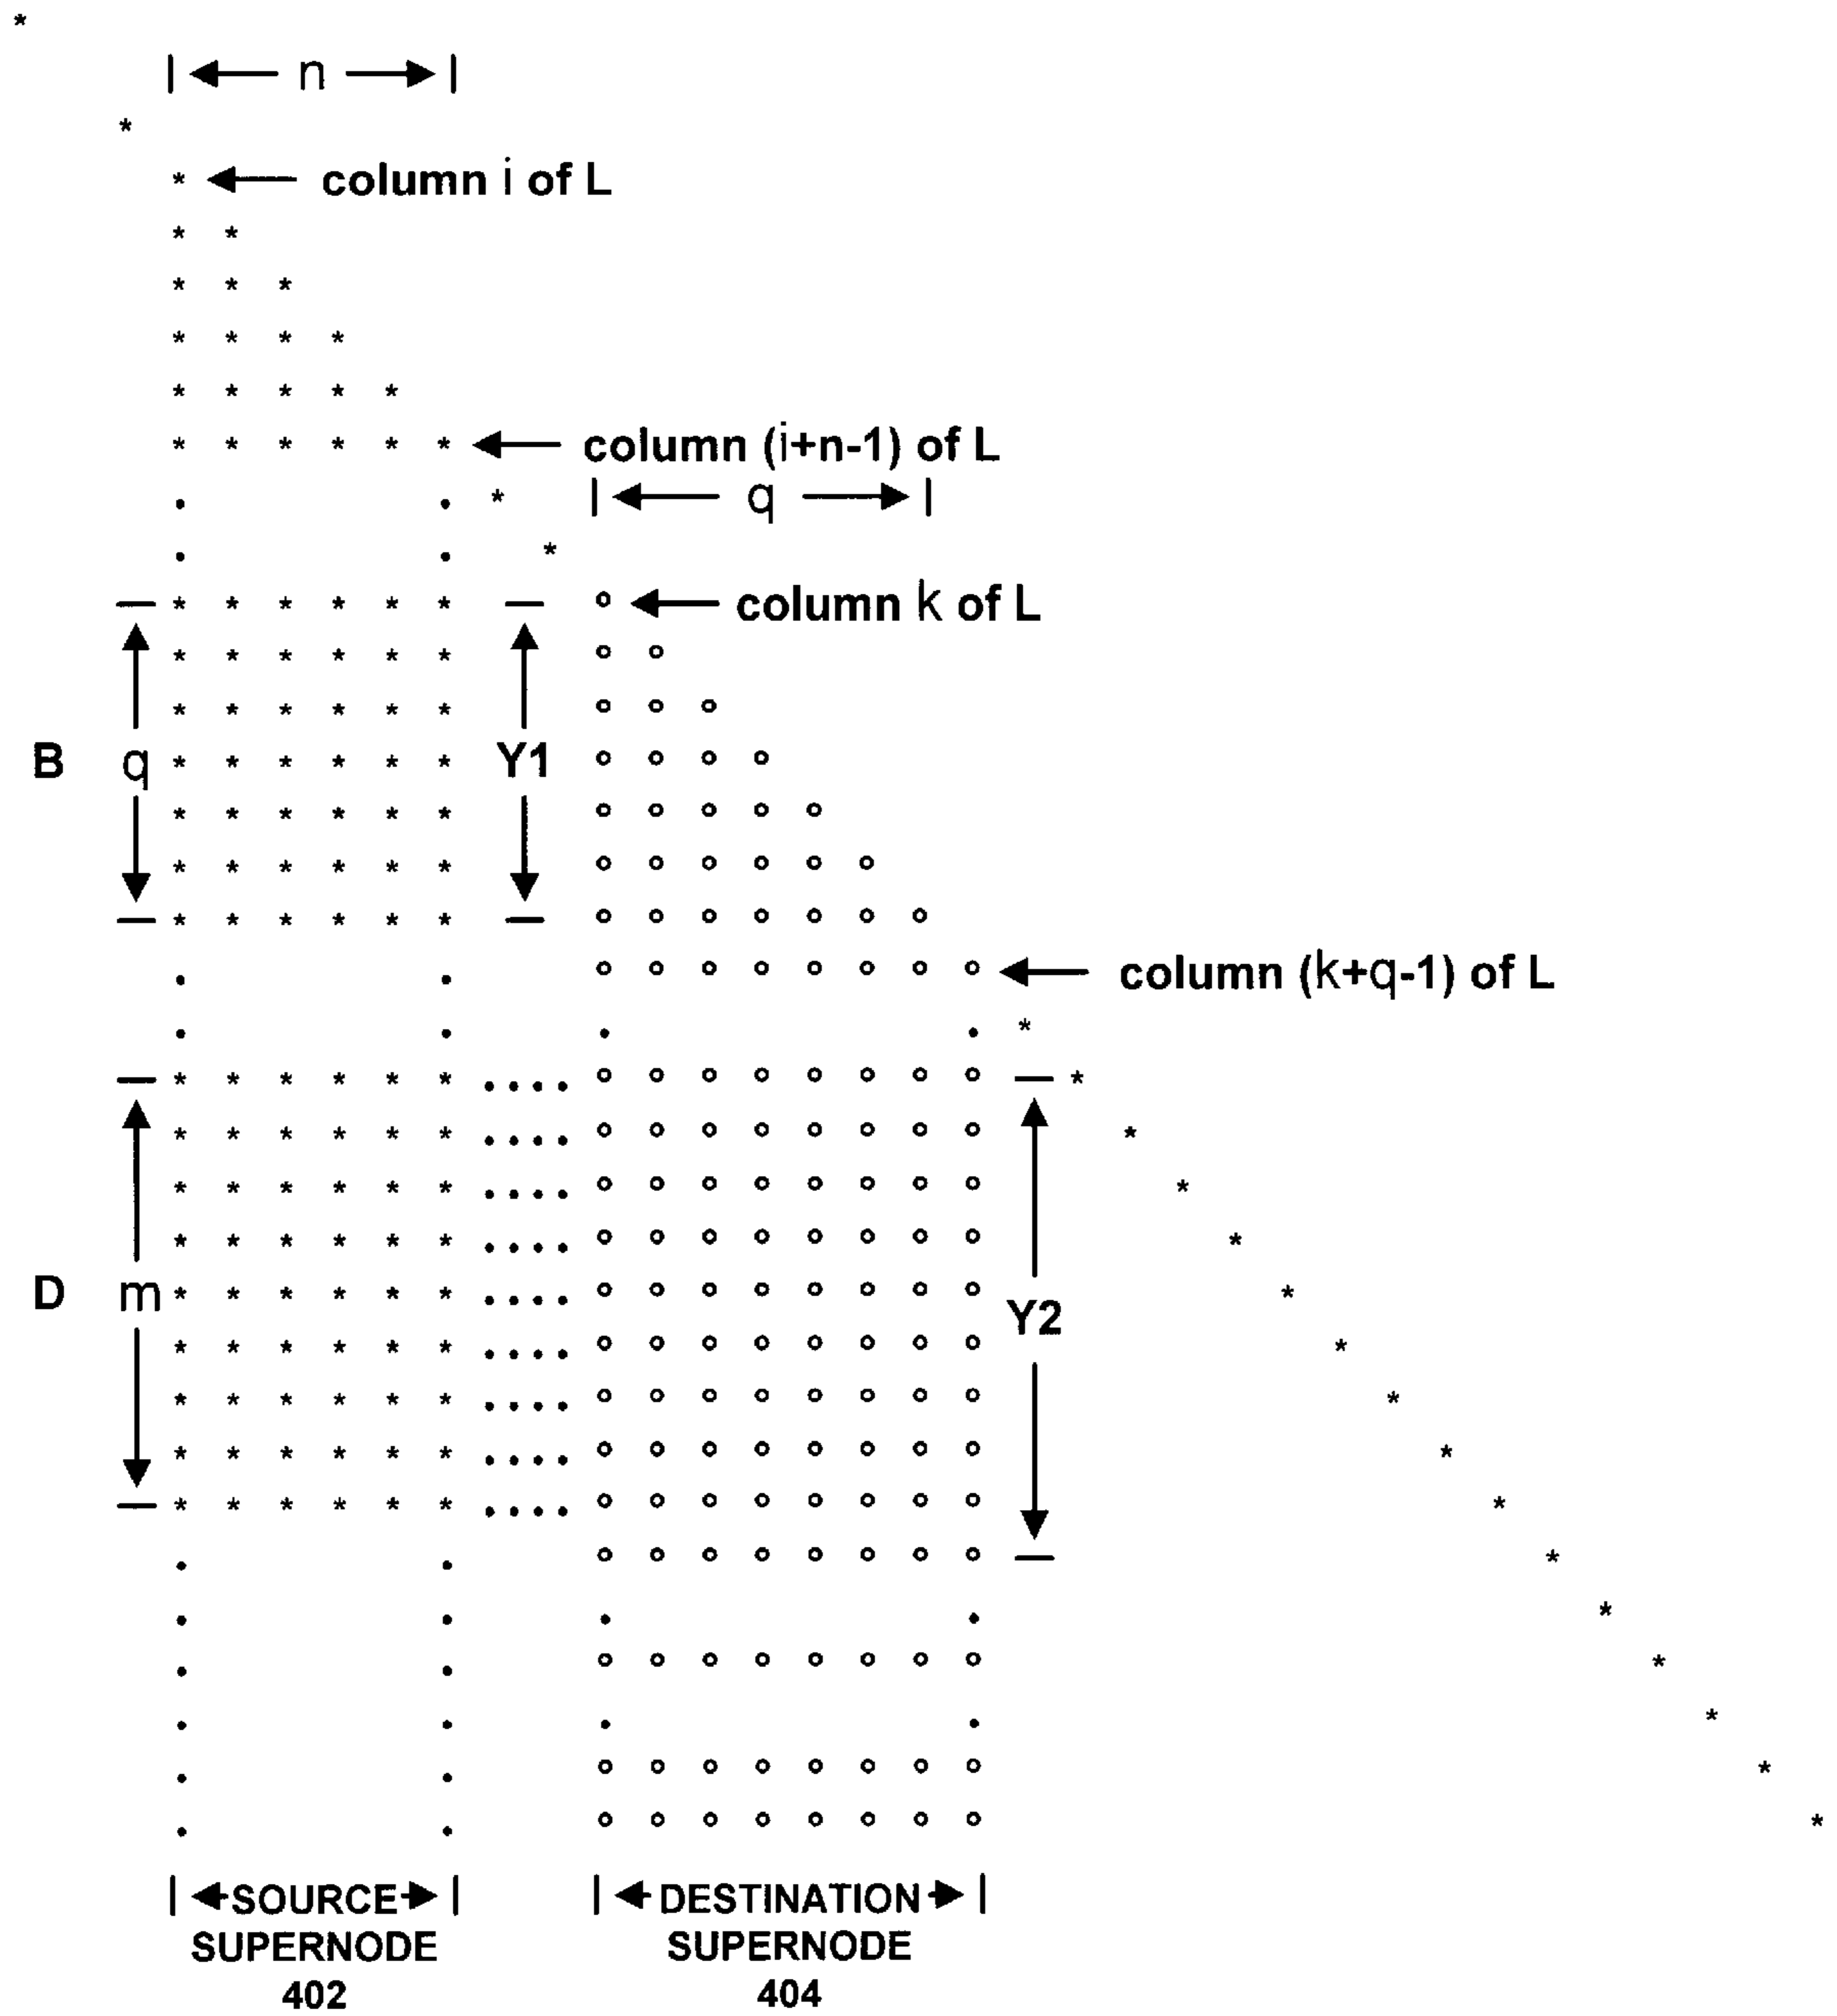 n
column i of L
column (i+n-1) of L
q
column k of L
B q Y1
column (k+q-1) of L
D m Y2
SOURCE SUPERNODE 402
DESTINATION SUPERNODE 404